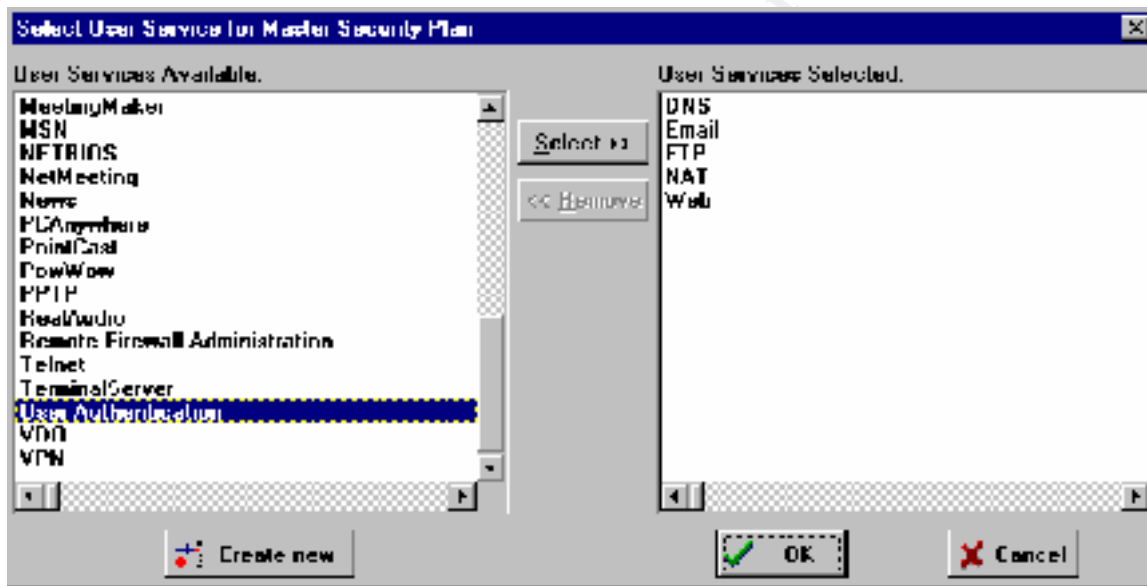 Select User Service for Master Security Plan
User Services Available:
User Services Selected:
MeetingMaker
MSN
NETBIOS
NetMeeting
News
PCAnywhere
PointCast
PowWow
PPTP
RealAudio
Remote Firewall Administration
Telnet
TerminalServer
User Authentication
VDO
VPN
Select >>
<< Remove
DNS
Email
FTP
NAT
Web
Create new
OK
Cancel